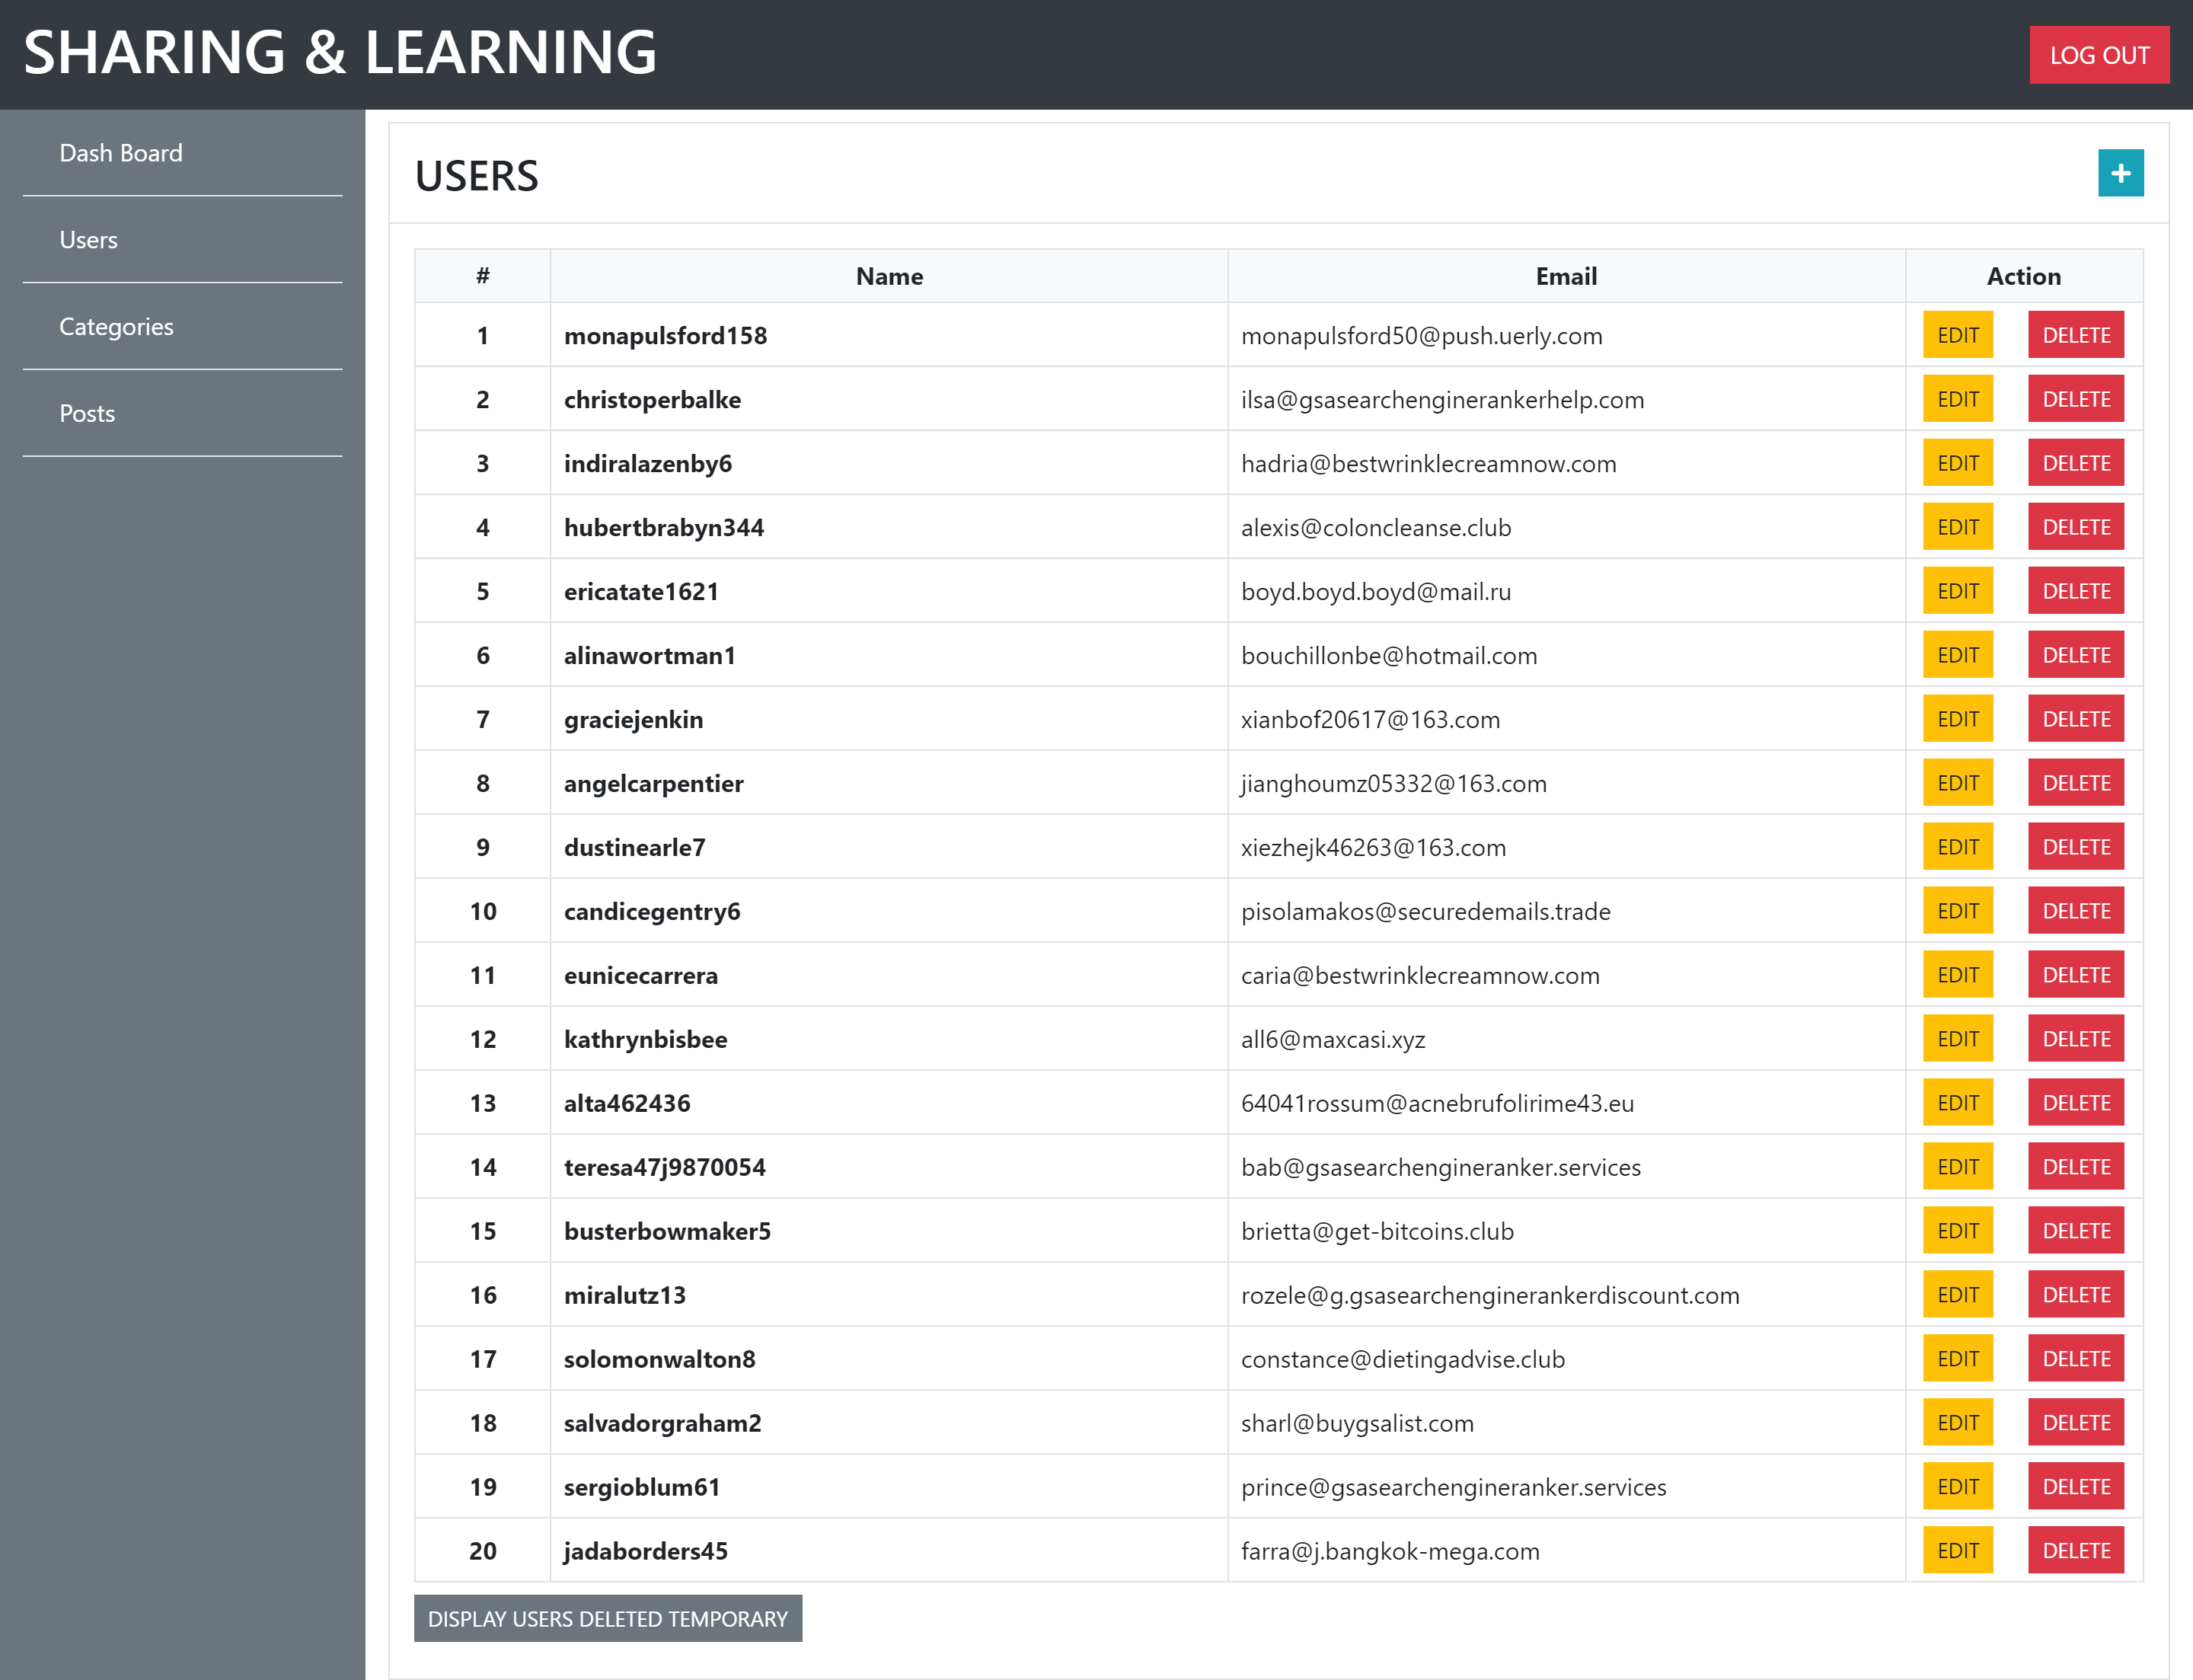 SHARING & LEARNING
LOG OUT
Dash Board
Users
Categories
Posts
USERS
+
# Name Email Action
1 monapulsford158 monapulsford50@push.uerly.com EDIT DELETE
2 christoperbalke ilsa@gsasearchenginerankerhelp.com EDIT DELETE
3 indiralazenby6 hadria@bestwrinklecreamnow.com EDIT DELETE
4 hubertbrabyn344 alexis@coloncleanse.club EDIT DELETE
5 ericatate1621 boyd.boyd.boyd@mail.ru EDIT DELETE
6 alinawortman1 bouchillonbe@hotmail.com EDIT DELETE
7 graciejenkin xianbof20617@163.com EDIT DELETE
8 angelcarpentier jianghoumz05332@163.com EDIT DELETE
9 dustinearle7 xiezhejk46263@163.com EDIT DELETE
10 candicegentry6 pisolamakos@securedemails.trade EDIT DELETE
11 eunicecarrera caria@bestwrinklecreamnow.com EDIT DELETE
12 kathrynbisbee all6@maxcasi.xyz EDIT DELETE
13 alta462436 64041rossum@acnebrufolirime43.eu EDIT DELETE
14 teresa47j9870054 bab@gsasearchengineranker.services EDIT DELETE
15 busterbowmaker5 brietta@get-bitcoins.club EDIT DELETE
16 miralutz13 rozele@g.gsasearchenginerankerdiscount.com EDIT DELETE
17 solomonwalton8 constance@dietingadvise.club EDIT DELETE
18 salvadorgraham2 sharl@buygsalist.com EDIT DELETE
19 sergioblum61 prince@gsasearchengineranker.services EDIT DELETE
20 jadaborders45 farra@j.bangkok-mega.com EDIT DELETE
DISPLAY USERS DELETED TEMPORARY